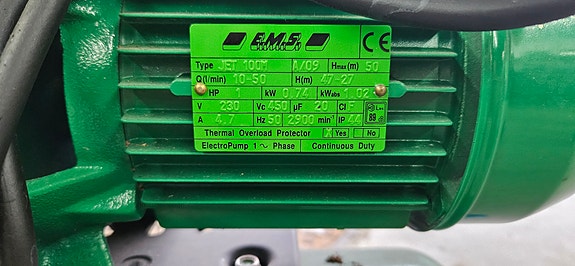 E.M.S. CE
Type JET 100M A/09 Hmax(m) 50
Q(l/min) 10-50 H(m) 47-27
HP 1 kW 0.74 kWabs 1.02
V 230 Vc 450 µF 20 Cl F
A 4.7 Hz 50 2900 min⁻¹ IP 44
Thermal Overload Protector X Yes No
ElectroPump 1 ~ Phase Continuous Duty